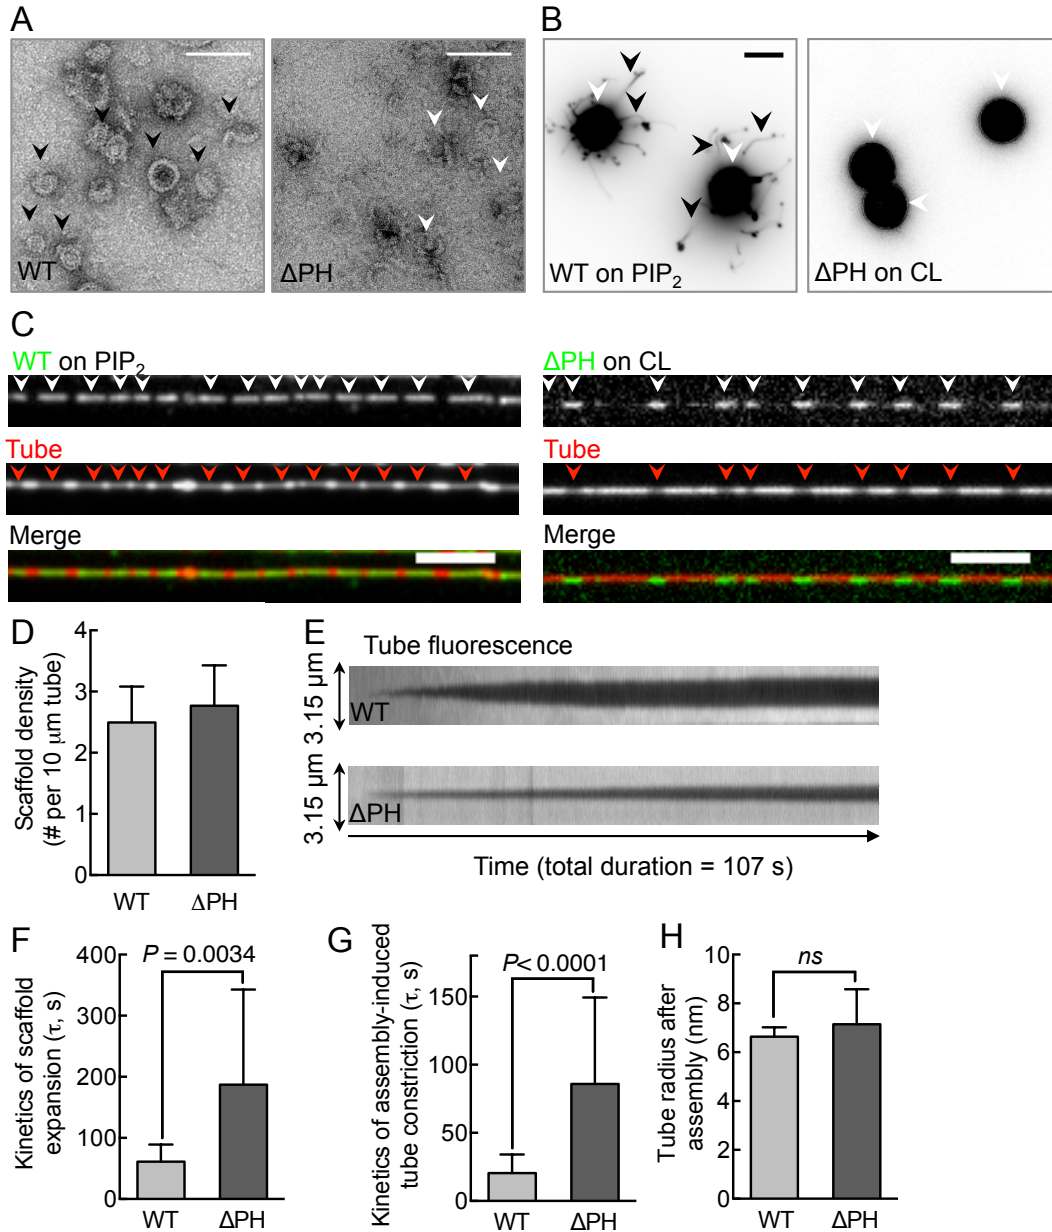 A
B
WT
ΔPH
WT on PIP₂
ΔPH on CL
C
WT on PIP₂
ΔPH on CL
Tube
Tube
Merge
Merge
D
Scaffold density
(# per 10 μm tube)
4
3
2
1
0
WT
ΔPH
E
Tube fluorescence
3.15 μm
WT
3.15 μm
ΔPH
Time (total duration = 107 s)
F
Kinetics of scaffold
expansion (τ, s)
400
300
200
100
0
P = 0.0034
WT
ΔPH
G
Kinetics of assembly-induced
tube constriction (τ, s)
150
100
50
0
P< 0.0001
WT
ΔPH
H
Tube radius after
assembly (nm)
10
8
6
4
2
0
ns
WT
ΔPH